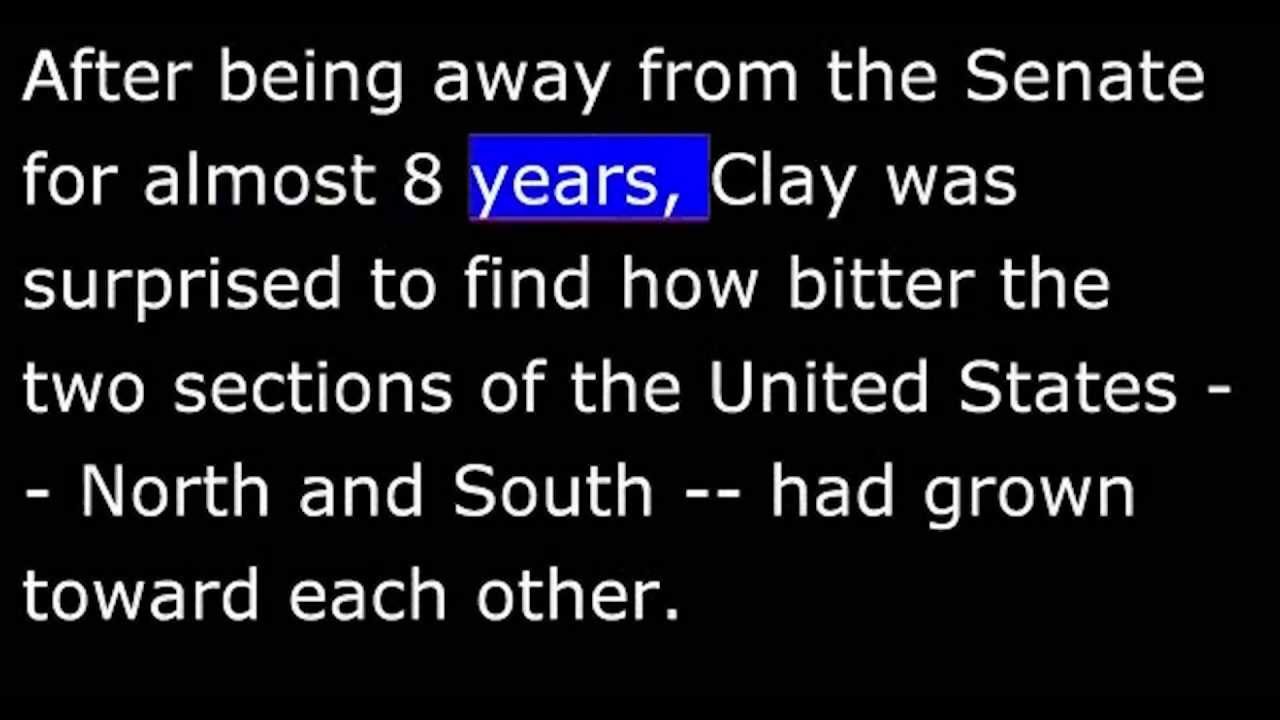 After being away from the Senate
for almost 8 years, Clay was
surprised to find how bitter the
two sections of the United States -
- North and South -- had grown
toward each other.